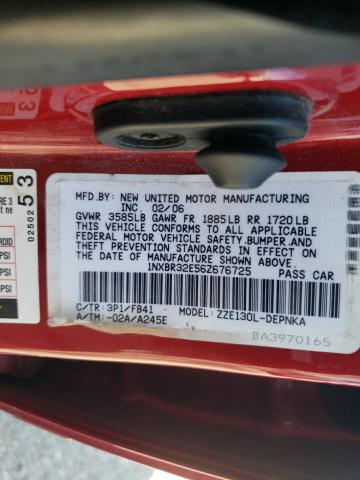 MFD.BY: NEW UNITED MOTOR MANUFACTURING
INC. 02/06
GVWR 3585LB GAWR FR 1885LB RR 1720LB
THIS VEHICLE CONFORMS TO ALL APPLICABLE
FEDERAL MOTOR VEHICLE SAFETY,BUMPER,AND
THEFT PREVENTION STANDARDS IN EFFECT ON
THE DATE OF MANUFACTURE SHOWN ABOVE.
1NXBR32E56Z676725 PASS CAR
C/TR: 3P1/FB41 MODEL: ZZE130L-DEPNKA
A/TM: -02A/A245E
BA3970165
53
02502
RE 3
PSI
PSI
PSI